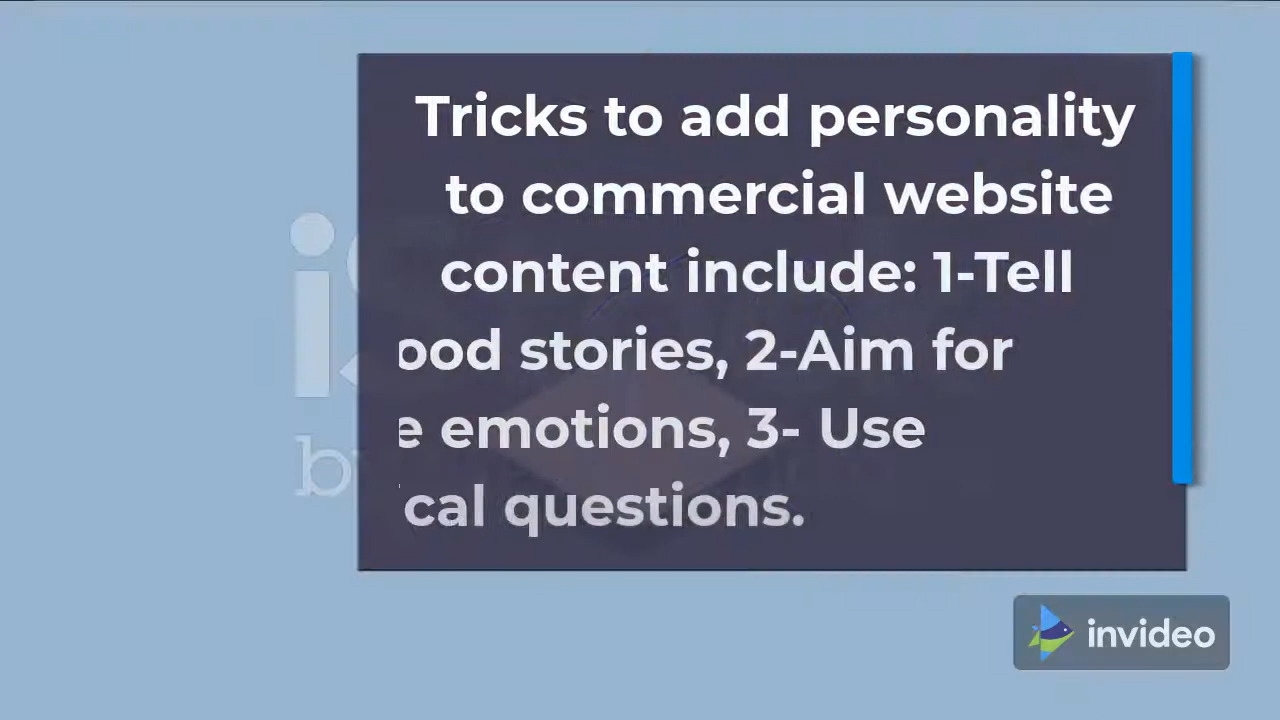 Tricks to add personality
to commercial website
content include: 1-Tell
ood stories, 2-Aim for
e emotions, 3- Use
cal questions.
invideo